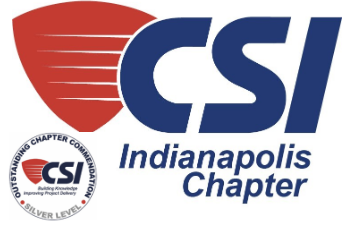 CSI
Indianapolis
Chapter
OUTSTANDING CHAPTER COMMENDATION
CSI
Building Knowledge
Improving Project Delivery
SILVER LEVEL